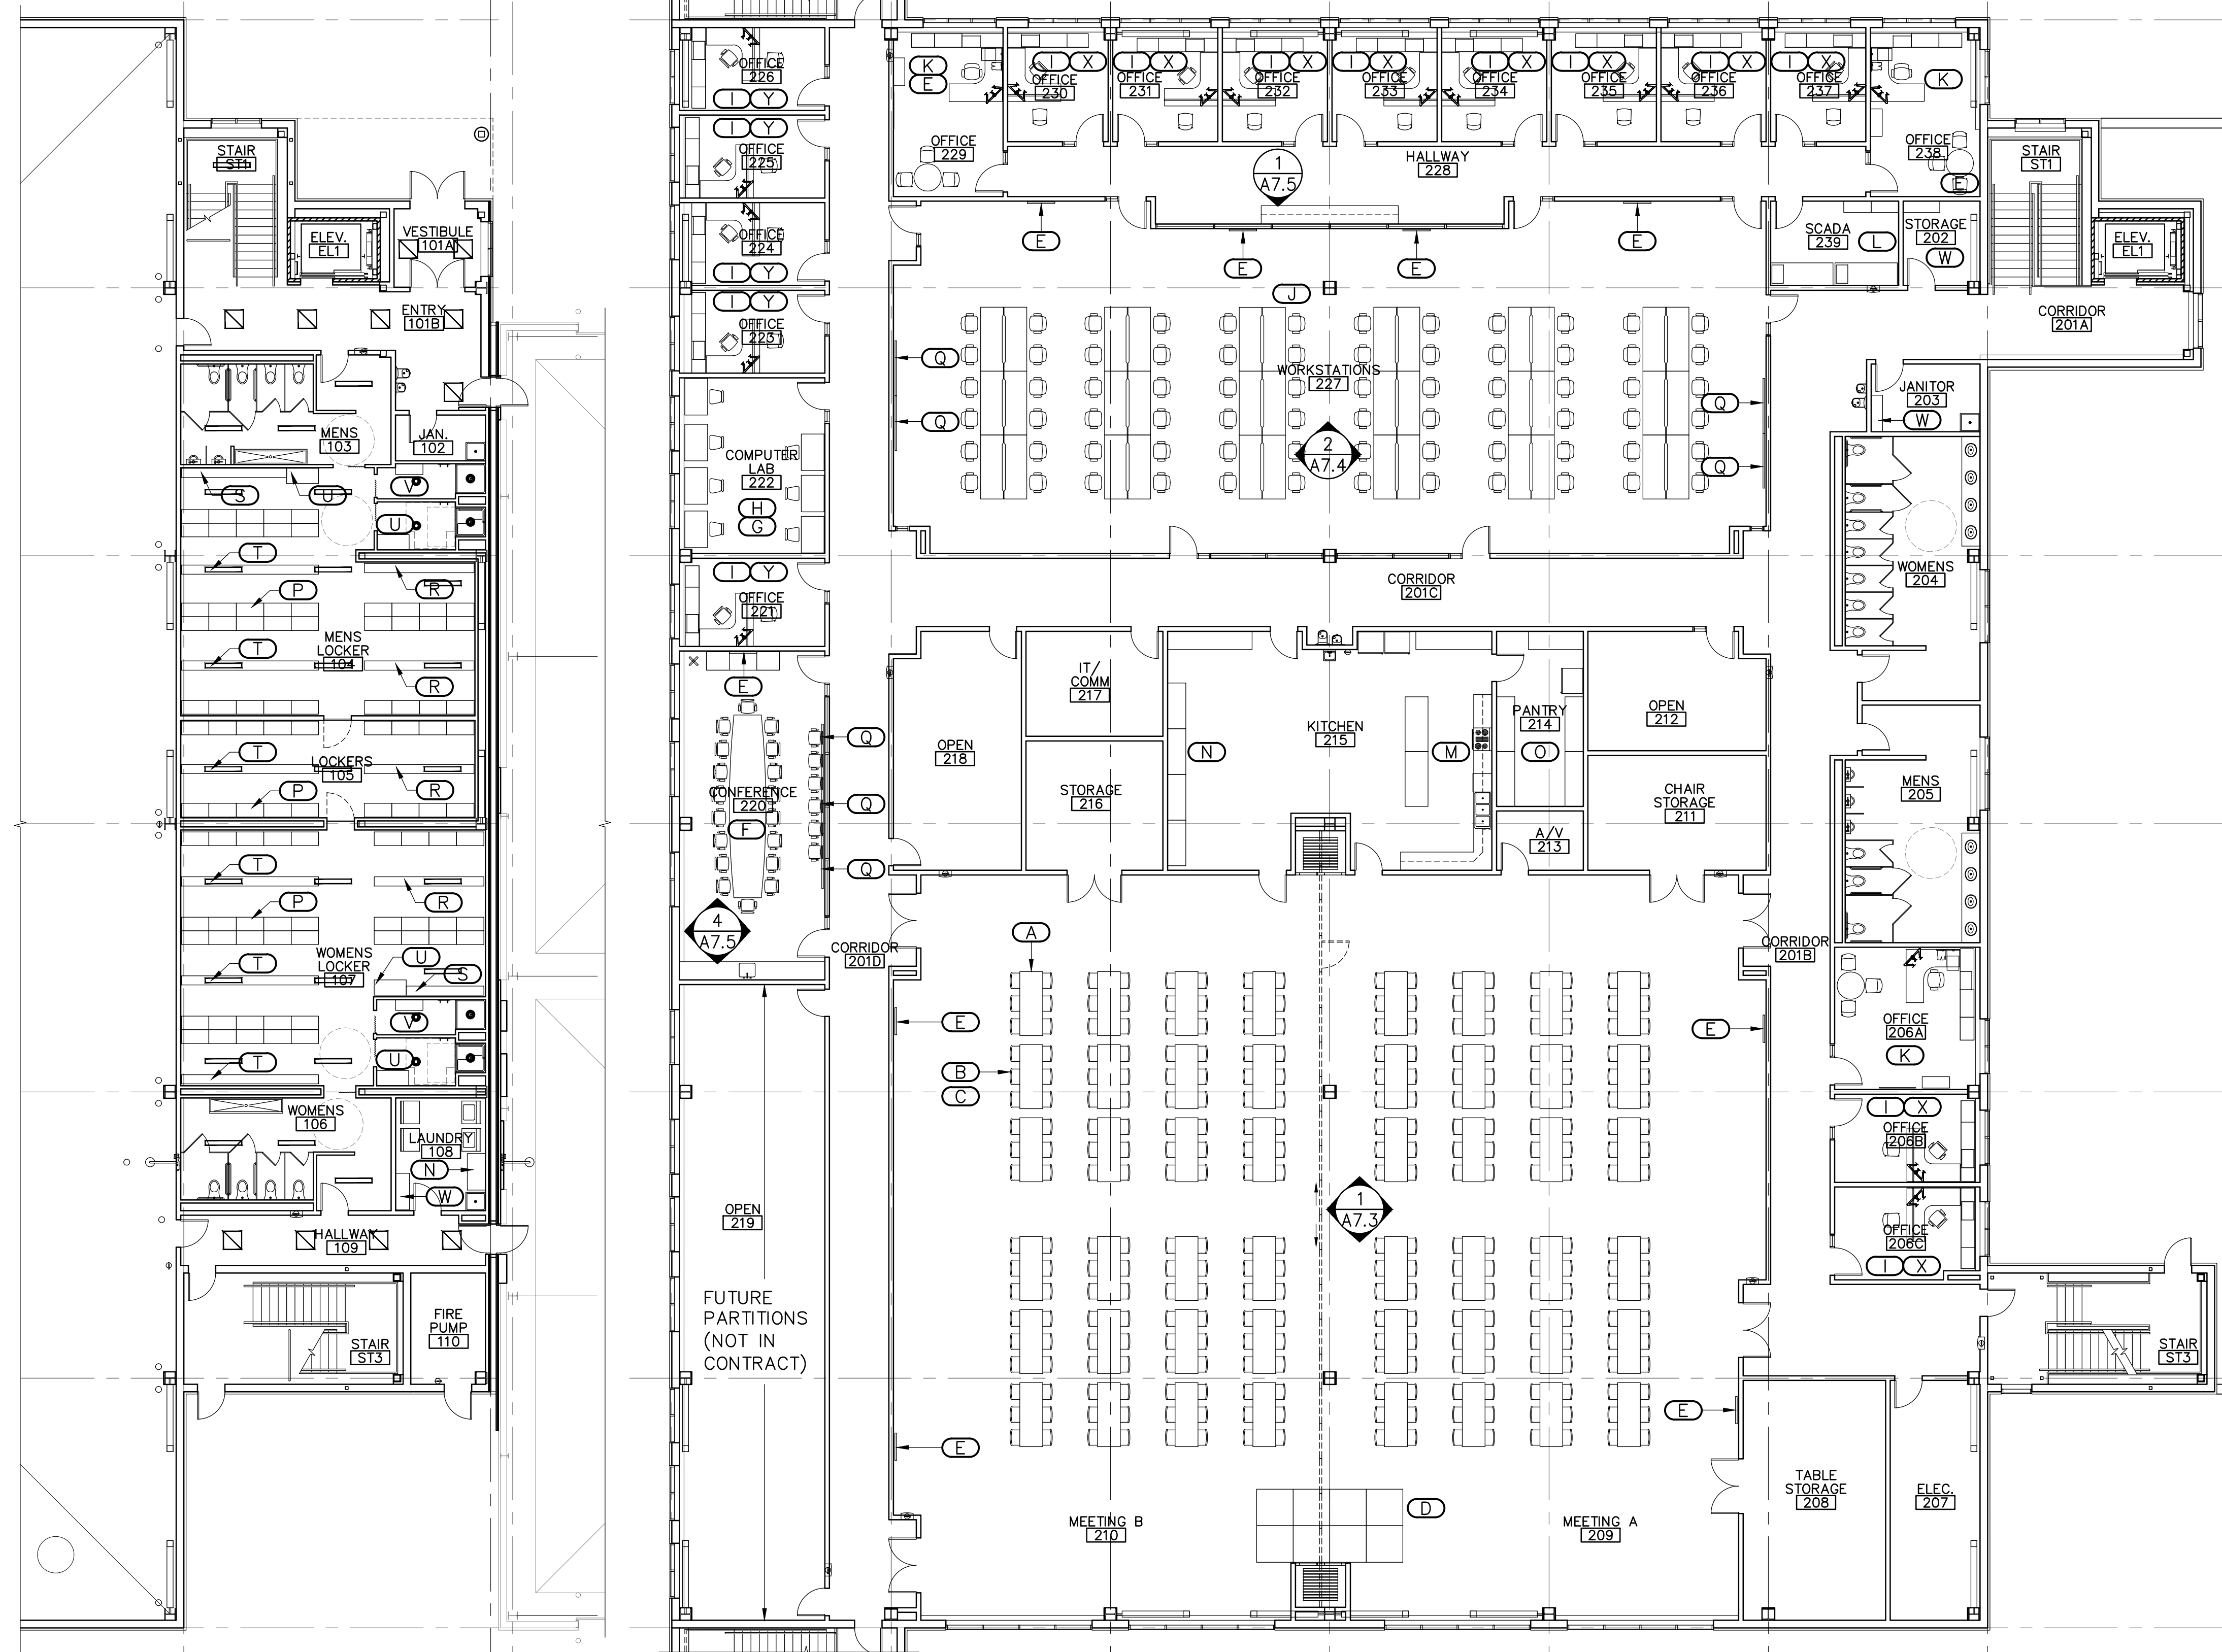 STAIR
ST1
ELEV.
EL1
VESTIBULE
101A
ENTRY
101B
MENS
103
JAN.
102
S
U
V
U
T
P
R
MENS
LOCKER
104
T
R
T
LOCKERS
105
P
R
T
P
R
WOMENS
LOCKER
107
T
U
S
V
U
T
WOMENS
106
LAUNDRY
108
N
W
HALLWAY
109
STAIR
ST3
FIRE
PUMP
110
OFFICE
226
I Y
I Y
OFFICE
225
OFFICE
224
I Y
I Y
OFFICE
223
COMPUTER
LAB
222
H
G
I Y
OFFICE
221
E
CONFERENCE
220
F
Q
Q
Q
4
A7.5
CORRIDOR
201D
OPEN
219
FUTURE
PARTITIONS
(NOT IN
CONTRACT)
K
E
OFFICE
229
I X
OFFICE
230
I X
OFFICE
231
I X
OFFICE
232
I X
OFFICE
233
I X
OFFICE
234
I X
OFFICE
235
I X
OFFICE
236
I X
OFFICE
237
K
OFFICE
238
E
HALLWAY
228
1
A7.5
E
E
E
E
J
Q
Q
WORKSTATIONS
227
2
A7.4
Q
Q
SCADA
239
L
STORAGE
202
W
STAIR
ST1
ELEV.
EL1
CORRIDOR
201A
JANITOR
203
W
WOMENS
204
CORRIDOR
201C
OPEN
218
IT/
COMM
217
STORAGE
216
N
KITCHEN
215
M
PANTRY
214
O
A/V
213
OPEN
212
CHAIR
STORAGE
211
MENS
205
CORRIDOR
201B
A
E
B
C
E
OFFICE
206A
K
I X
OFFICE
206B
OFFICE
206C
I X
1
A7.3
E
E
D
MEETING B
210
MEETING A
209
TABLE
STORAGE
208
ELEC.
207
STAIR
ST3